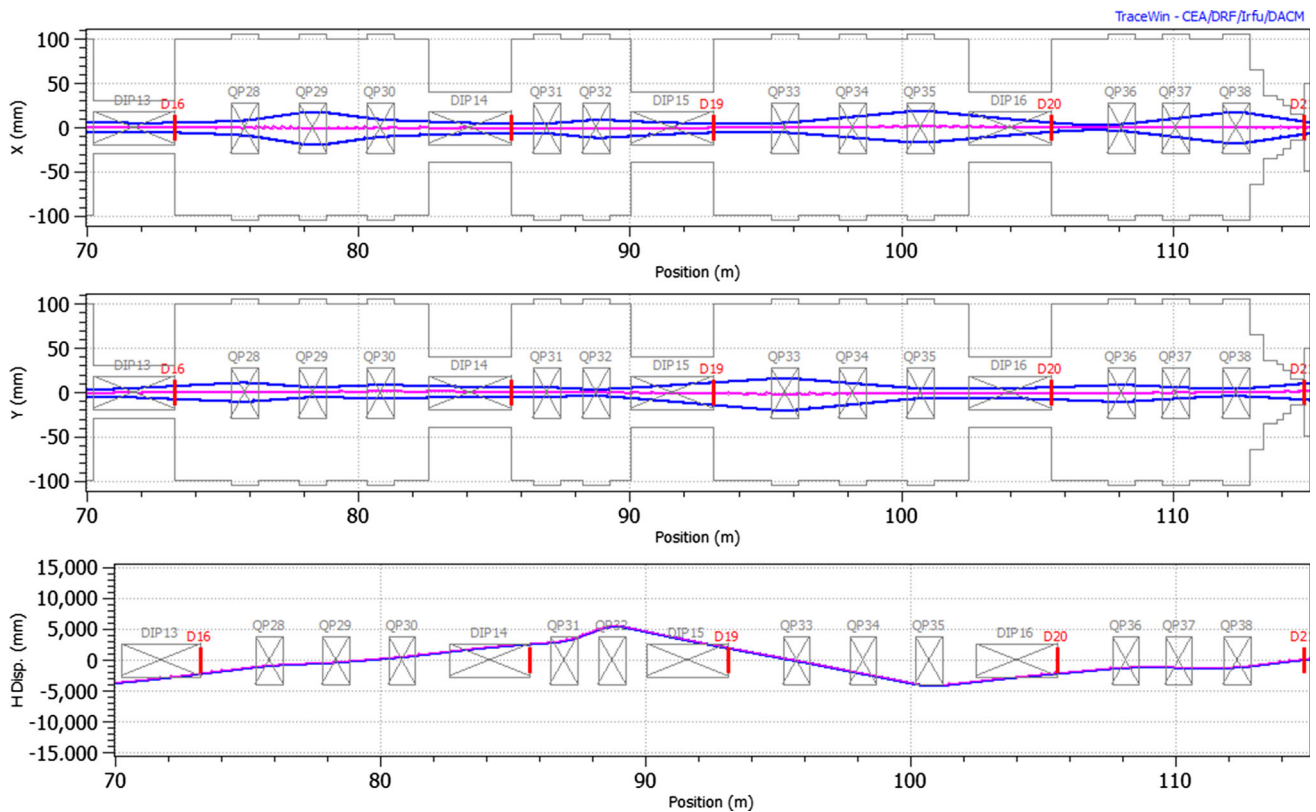 TraceWin - CEA/DRF/Irfu/DACM
100
50
0
-50
-100
X (mm)
DIP13 D16 QP28 QP29 QP30 DIP14 QP31 QP32 DIP15 D19 QP33 QP34 QP35 DIP16 D20 QP36 QP37 QP38 D2
70 80 90 100 110
Position (m)
100
50
0
-50
-100
Y (mm)
DIP13 D16 QP28 QP29 QP30 DIP14 QP31 QP32 DIP15 D19 QP33 QP34 QP35 DIP16 D20 QP36 QP37 QP38 D2
70 80 90 100 110
Position (m)
15,000
10,000
5,000
0
-5,000
-10,000
-15.000
H Disp. (mm)
DIP13 D16 QP28 QP29 QP30 DIP14 QP31 QP32 DIP15 D19 QP33 QP34 QP35 DIP16 D20 QP36 QP37 QP38 D2
70 80 90 100 110
Position (m)